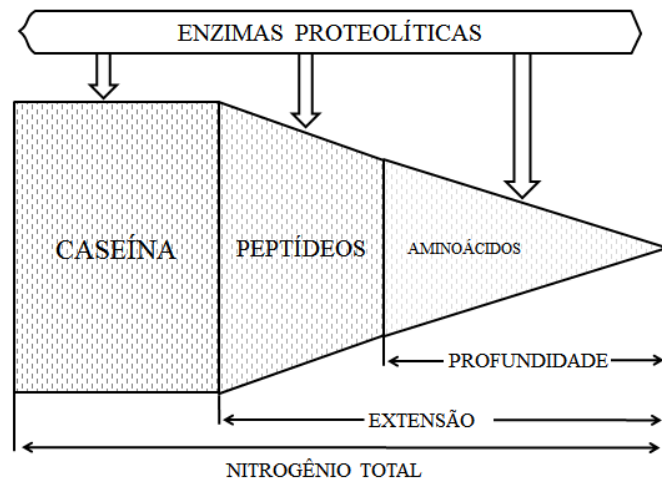 ENZIMAS PROTEOLÍTICAS
CASEÍNA
PEPTÍDEOS
AMINOÁCIDOS
PROFUNDIDADE
EXTENSÃO
NITROGÊNIO TOTAL